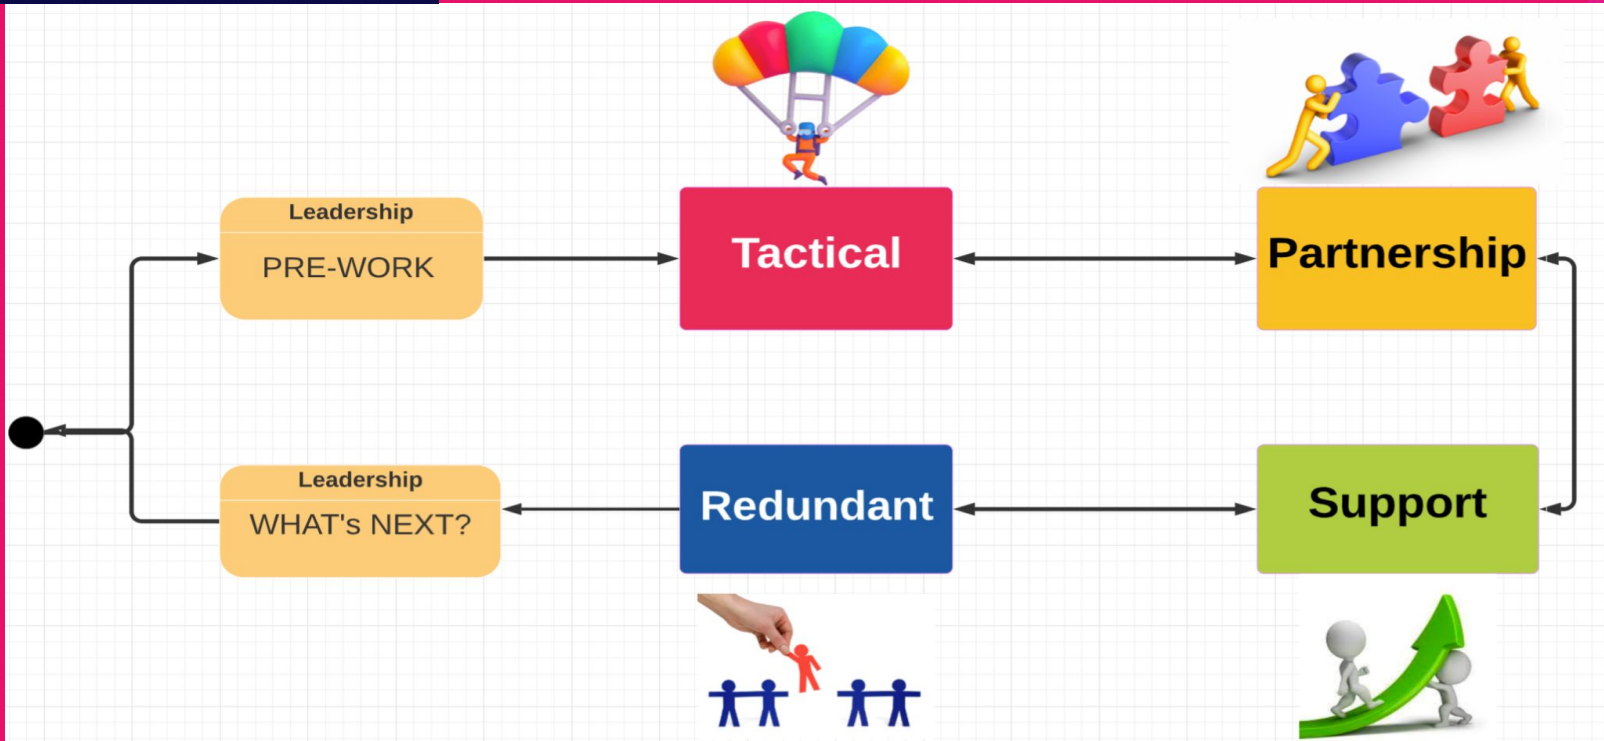 Leadership
PRE-WORK
Tactical
Partnership
Leadership
WHAT's NEXT?
Redundant
Support